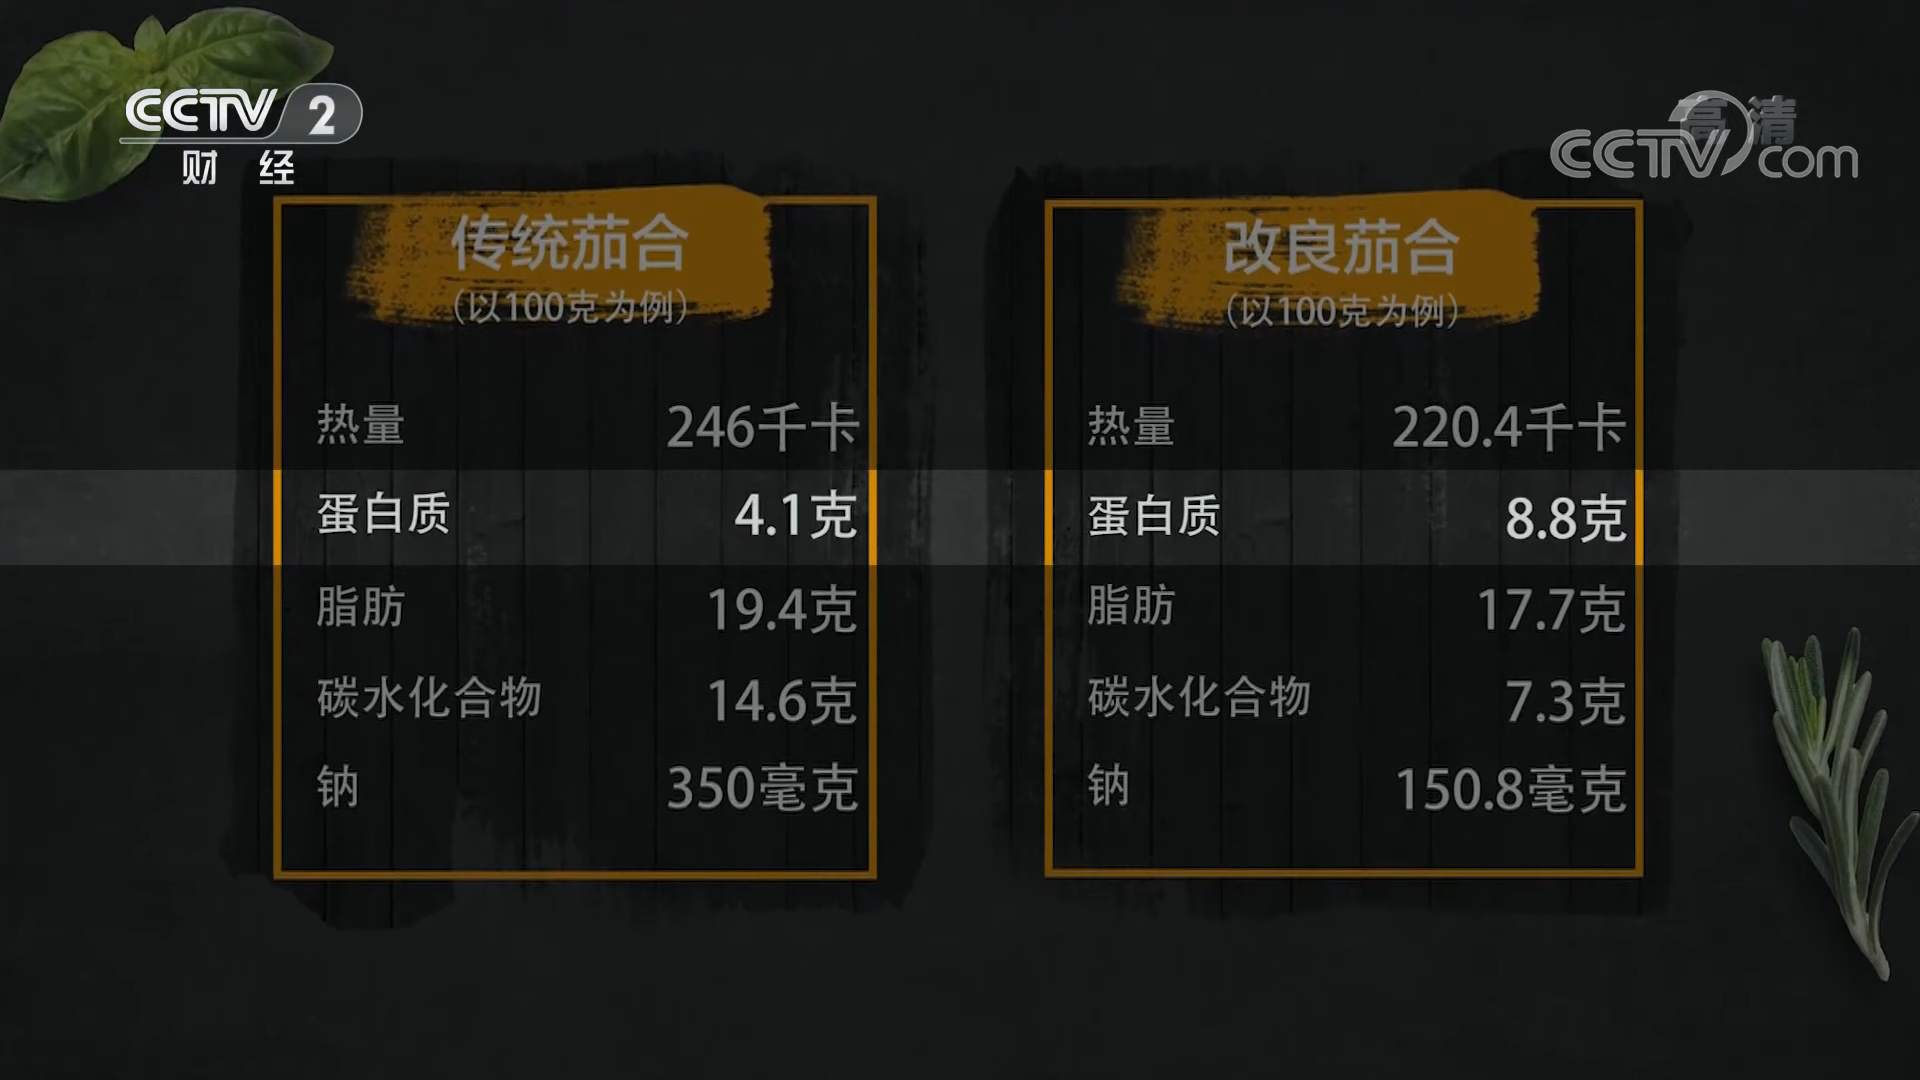 CCTV 2
财 经
高清
CCTV.com
传统茄合
(以100克为例)
热量 246千卡
蛋白质 4.1克
脂肪 19.4克
碳水化合物 14.6克
钠 350毫克
改良茄合
(以100克为例)
热量 220.4千卡
蛋白质 8.8克
脂肪 17.7克
碳水化合物 7.3克
钠 150.8毫克